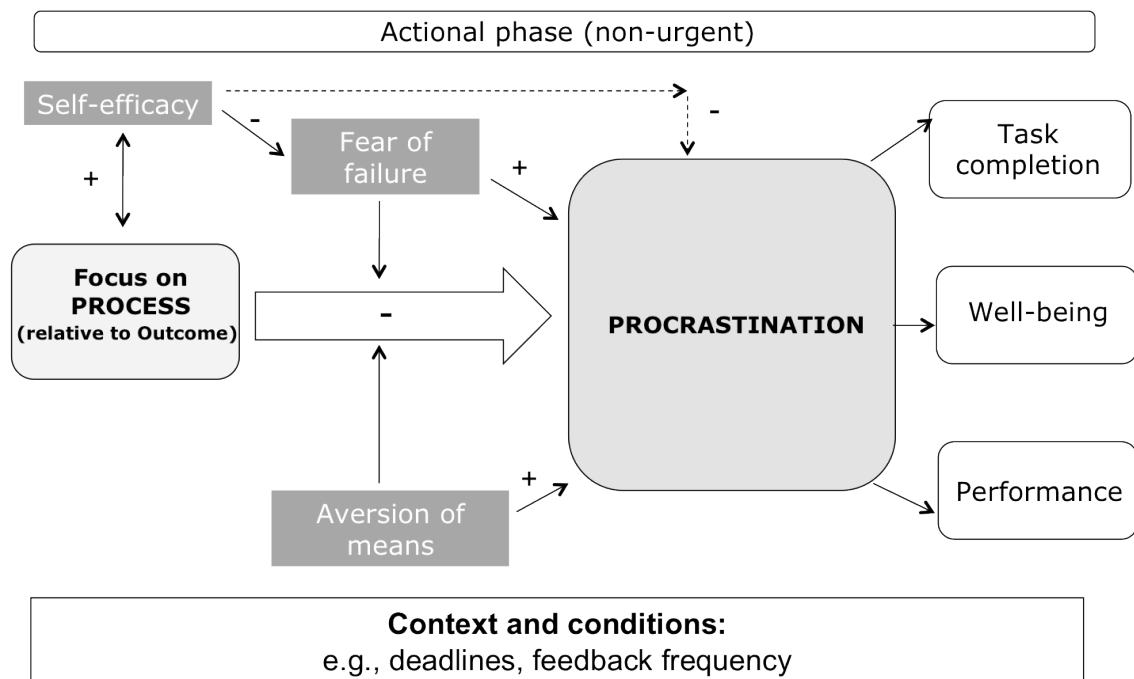 Actional phase (non-urgent)
Self-efficacy
-
-
Fear of
failure
+
Task
completion
+
Focus on
PROCESS
(relative to Outcome)
-
PROCRASTINATION
Well-being
+
Aversion of
means
Performance
Context and conditions:
e.g., deadlines, feedback frequency